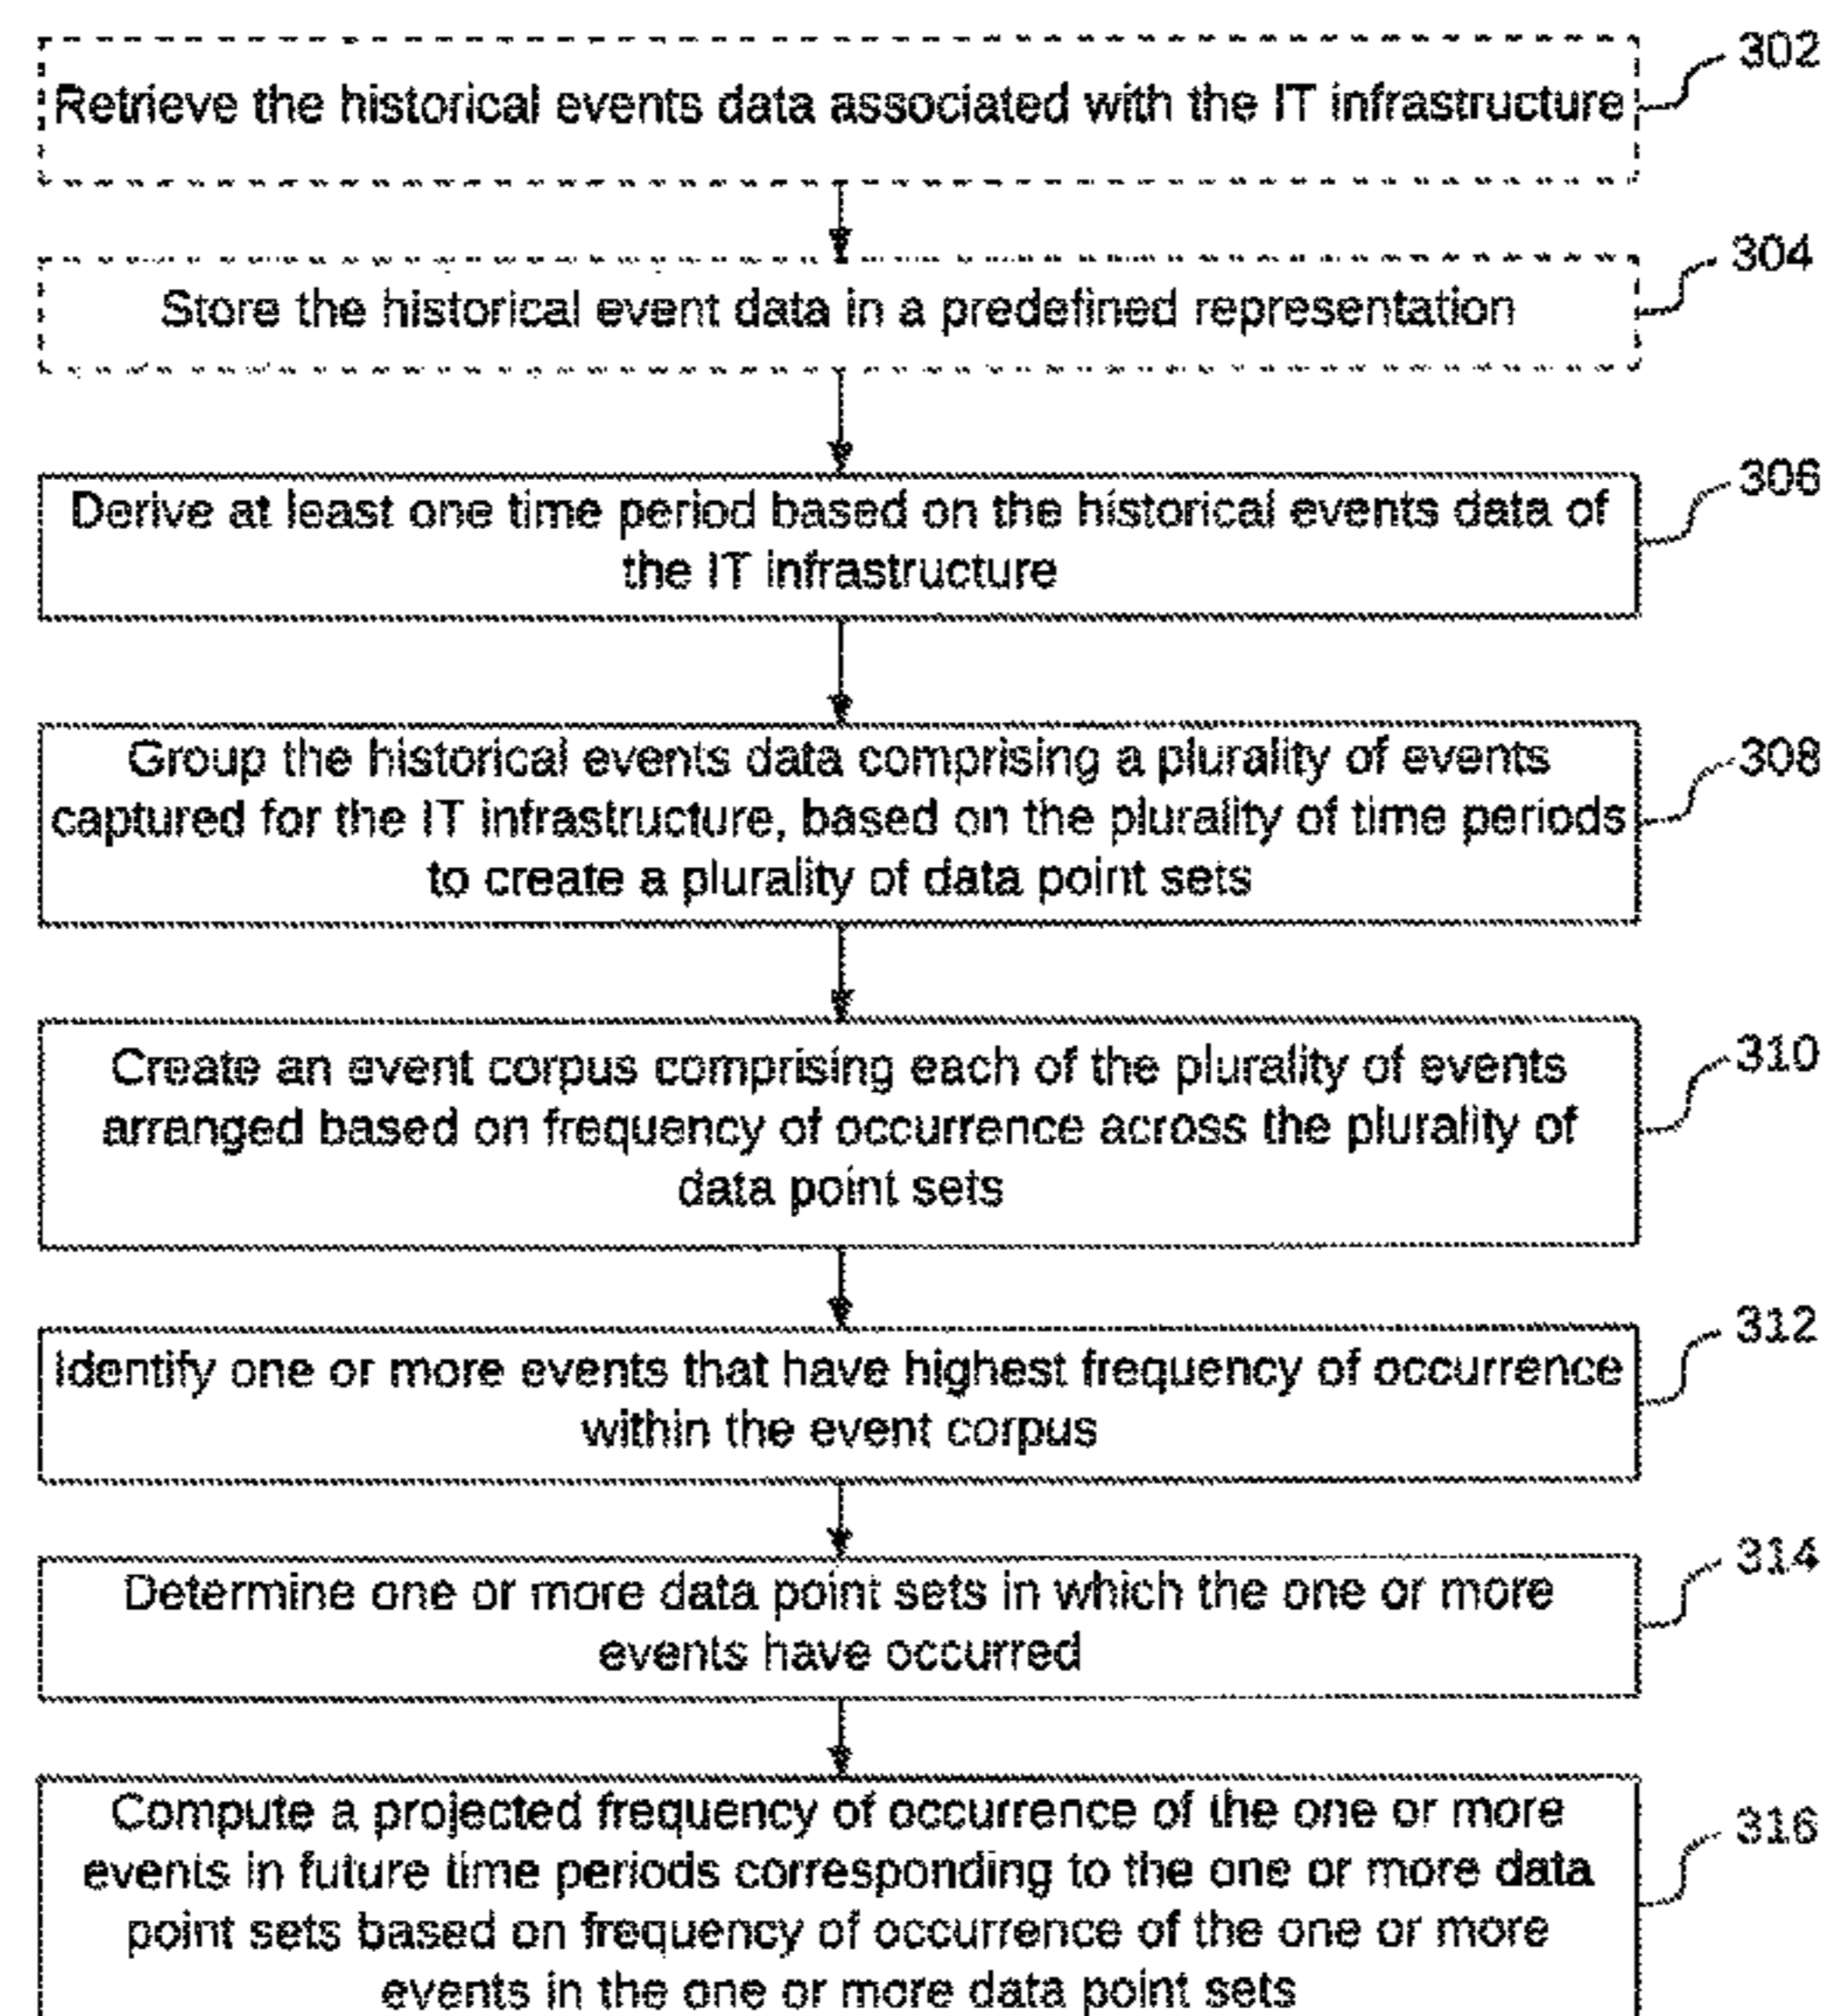 302
Retrieve the historical events data associated with the IT infrastructure
304
Store the historical event data in a predefined representation
306
Derive at least one time period based on the historical events data of
the IT infrastructure
308
Group the historical events data comprising a plurality of events
captured for the IT infrastructure, based on the plurality of time periods
to create a plurality of data point sets
310
Create an event corpus comprising each of the plurality of events
arranged based on frequency of occurrence across the plurality of
data point sets
312
Identify one or more events that have highest frequency of occurrence
within the event corpus
314
Determine one or more data point sets in which the one or more
events have occurred
316
Compute a projected frequency of occurrence of the one or more
events in future time periods corresponding to the one or more data
point sets based on frequency of occurrence of the one or more
events in the one or more data point sets